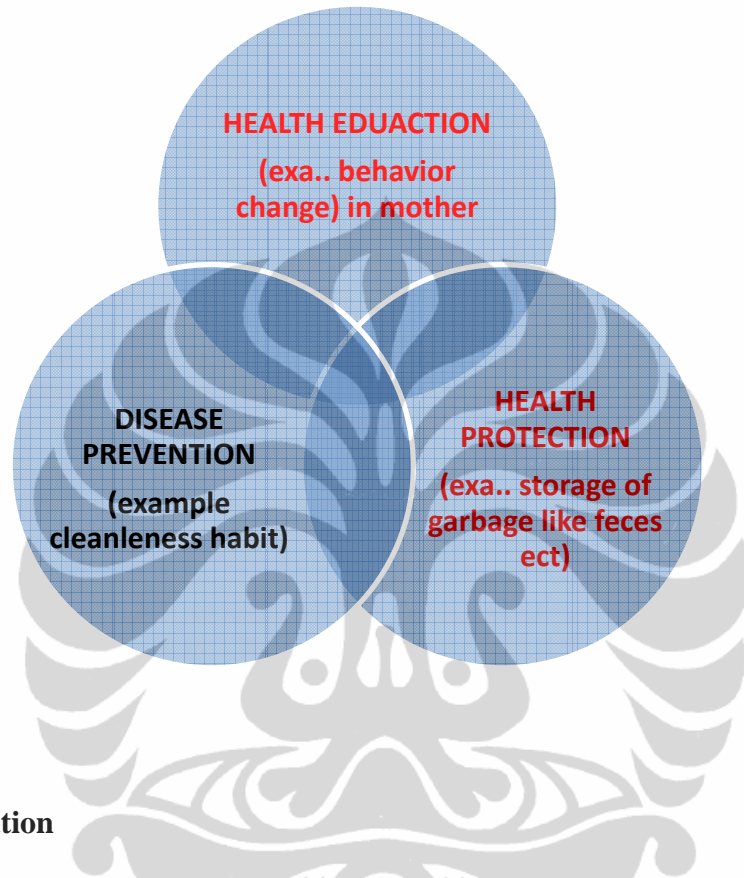 HEALTH EDUACTION
(exa.. behavior
change) in mother
DISEASE
PREVENTION
(example
cleanleness habit)
HEALTH
PROTECTION
(exa.. storage of
garbage like feces
ect)
tion